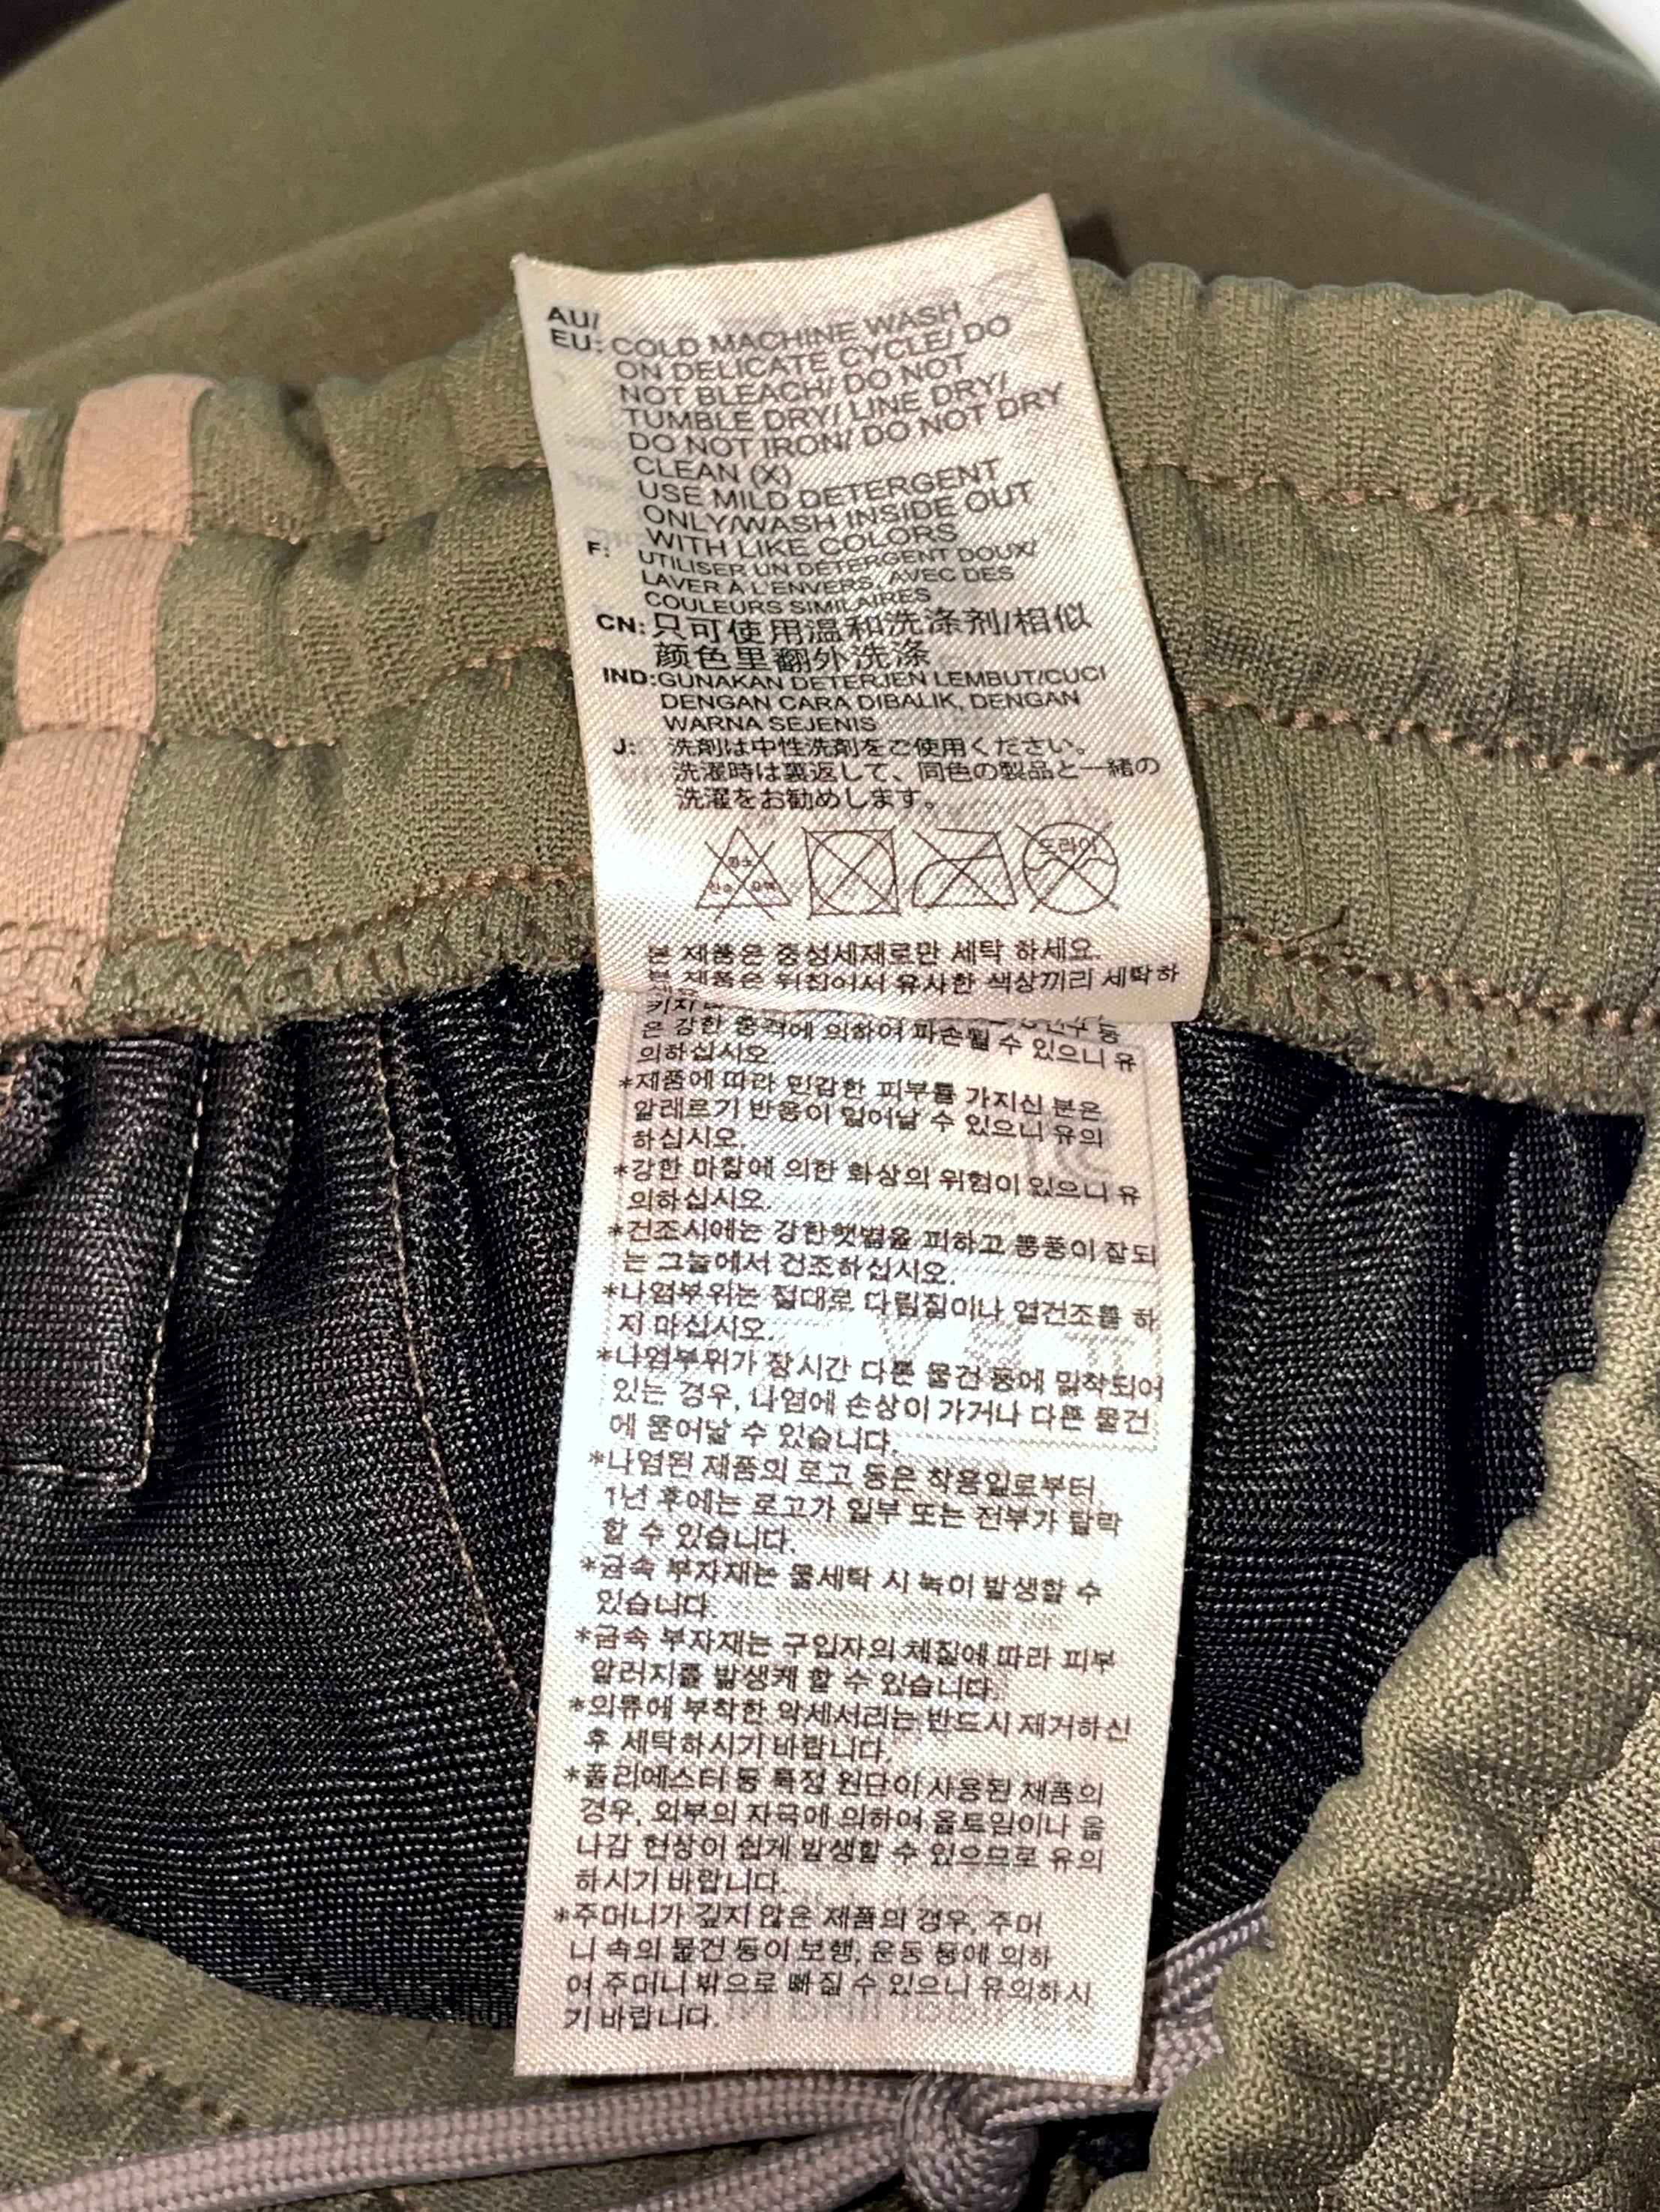 AU/
EU: COLD MACHINE WASH
ON DELICATE CYCLE/ DO
NOT BLEACH/ DO NOT
TUMBLE DRY/ LINE DRY/
DO NOT IRON/ DO NOT DRY
CLEAN (X)
USE MILD DETERGENT
ONLY/WASH INSIDE OUT
WITH LIKE COLORS
F: UTILISER UN DÉTERGENT DOUX/
LAVER À L'ENVERS, AVEC DES
COULEURS SIMILAIRES
CN: 只可使用温和洗涤剂/相似
颜色里翻外洗涤
IND: GUNAKAN DETERJEN LEMBUT/CUCI
DENGAN CARA DIBALIK, DENGAN
WARNA SEJENIS
J: 洗剤は中性洗剤をご使用ください。
洗濯時は裏返して、同色の製品と一緒の
洗濯をお勧めします。
드라이
본 제품은 중성세제로만 세탁 하세요.
본 제품은 뒤집어서 유사한 색상끼리 세탁하
은 강한 충격에 의하여 파손될 수 있으니 유
의하십시오.
*제품에 따라 민감한 피부를 가지신 분은
알레르기 반응이 일어날 수 있으니 유의
하십시오.
*강한 마찰에 의한 화상의 위험이 있으니 유
의하십시오.
*건조시에는 강한햇볕을 피하고 통풍이 잘되
는 그늘에서 건조하십시오.
*나염부위는 절대로 다림질이나 열건조를 하
지 마십시오.
*나염부위가 장시간 다른 물건 등에 밀착되어
있는 경우, 나염에 손상이 가거나 다른 물건
에 묻어날 수 있습니다.
*나염된 제품의 로고 등은 착용일로부터
1년 후에는 로고가 일부 또는 전부가 탈락
할 수 있습니다.
*금속 부자재는 물세탁 시 녹이 발생할 수
있습니다.
*금속 부자재는 구입자의 체질에 따라 피부
알러지를 발생케 할 수 있습니다.
*의류에 부착한 악세서리는 반드시 제거하신
후 세탁하시기 바랍니다.
*폴리에스터 등 특정 원단이 사용된 제품의
경우, 외부의 자극에 의하여 올트임이나 올
나감 현상이 쉽게 발생할 수 있으므로 유의
하시기 바랍니다.
*주머니가 깊지 않은 제품의 경우, 주머
니 속의 물건 등이 보행, 운동 등에 의하
여 주머니 밖으로 빠질 수 있으니 유의하시
기 바랍니다.